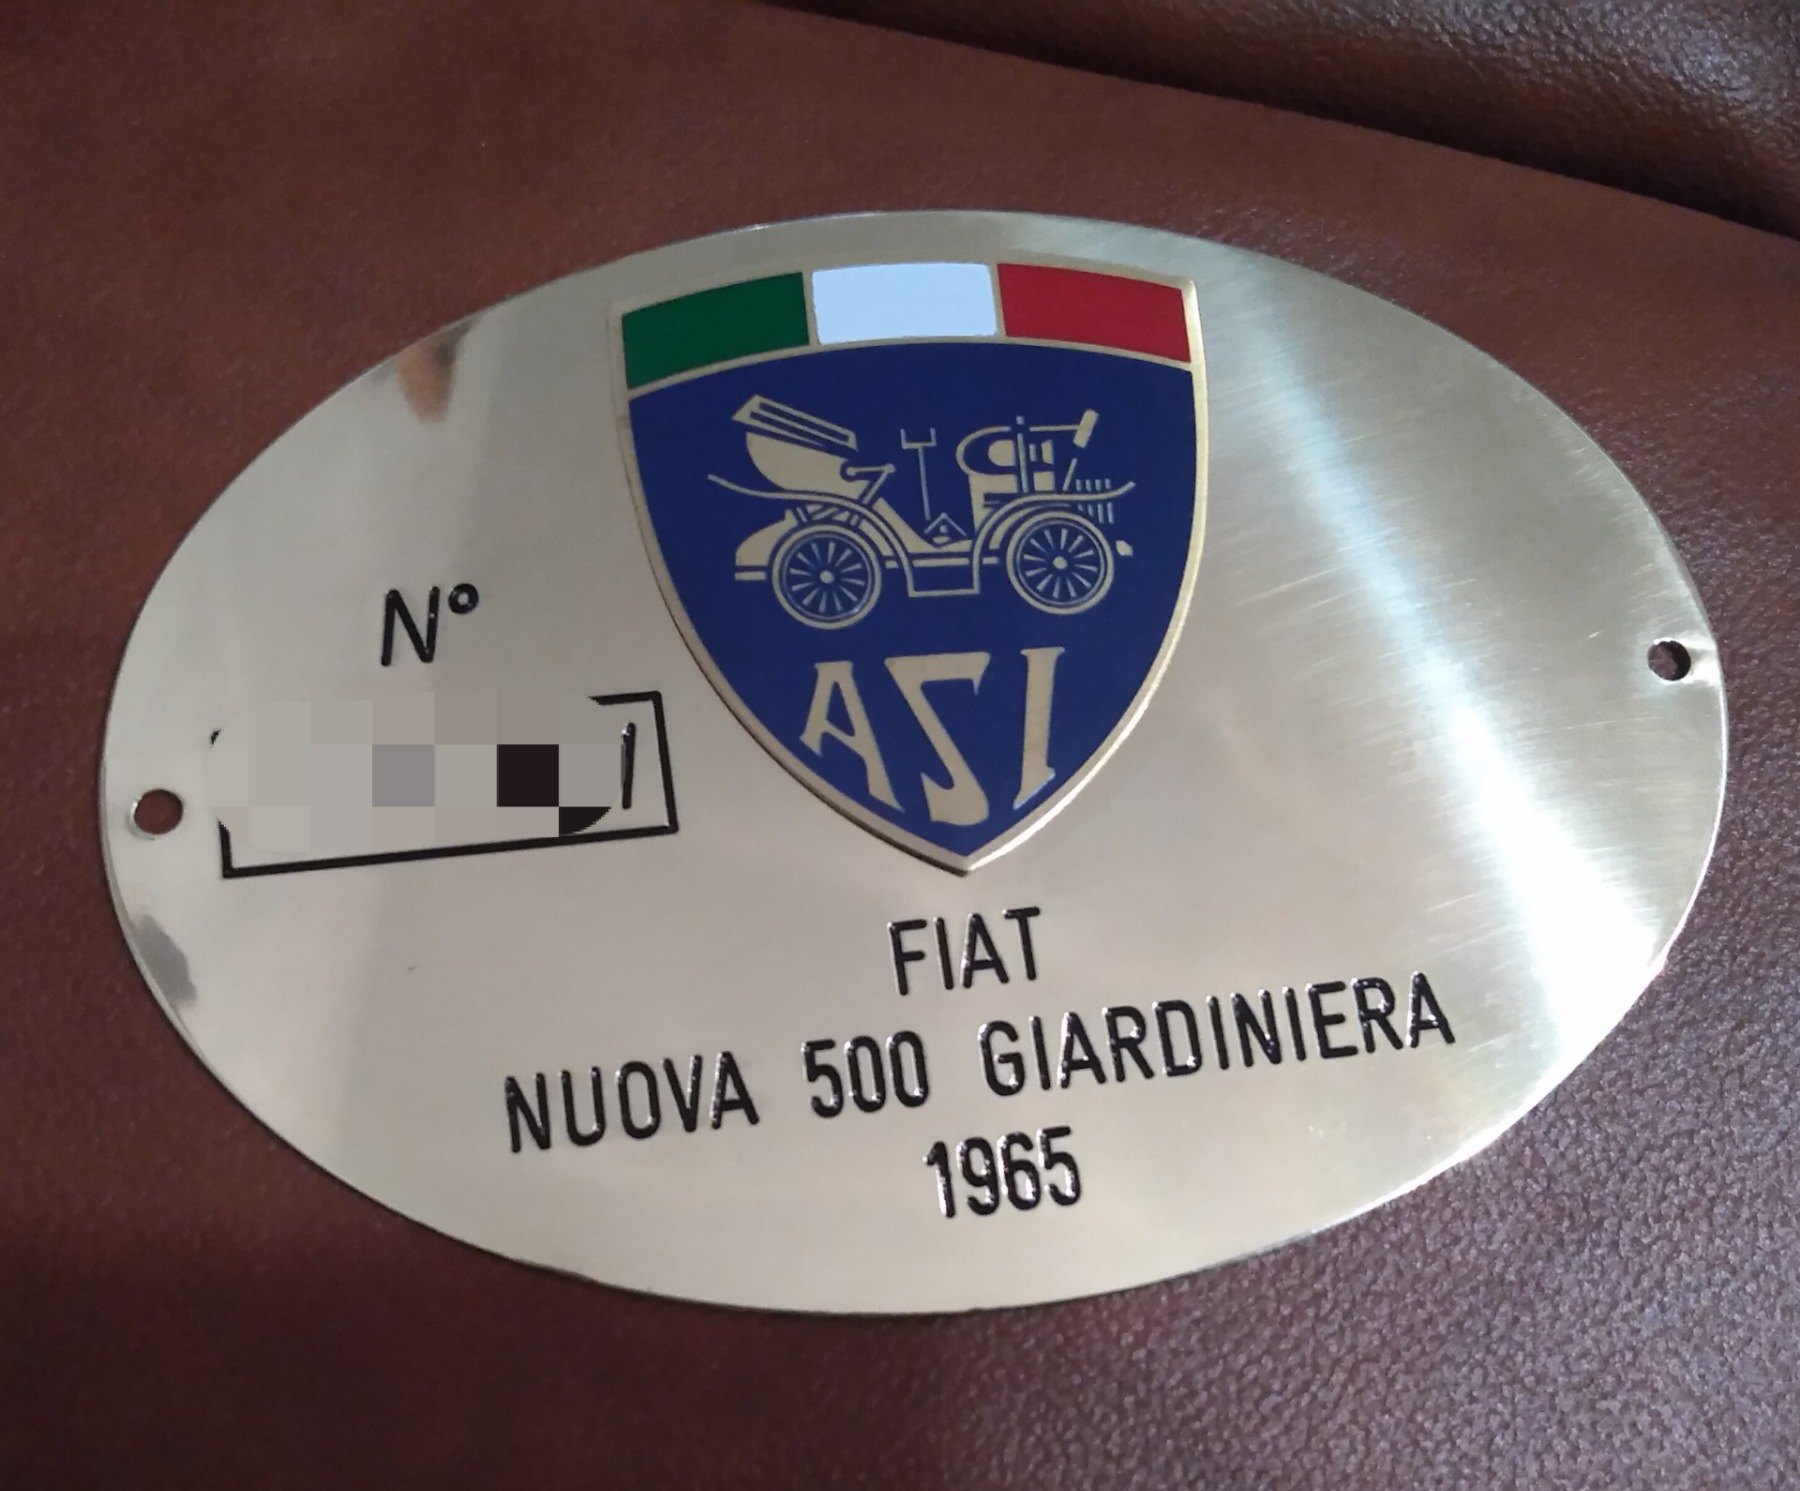 ASI
N°
FIAT
NUOVA 500 GIARDINIERA
1965